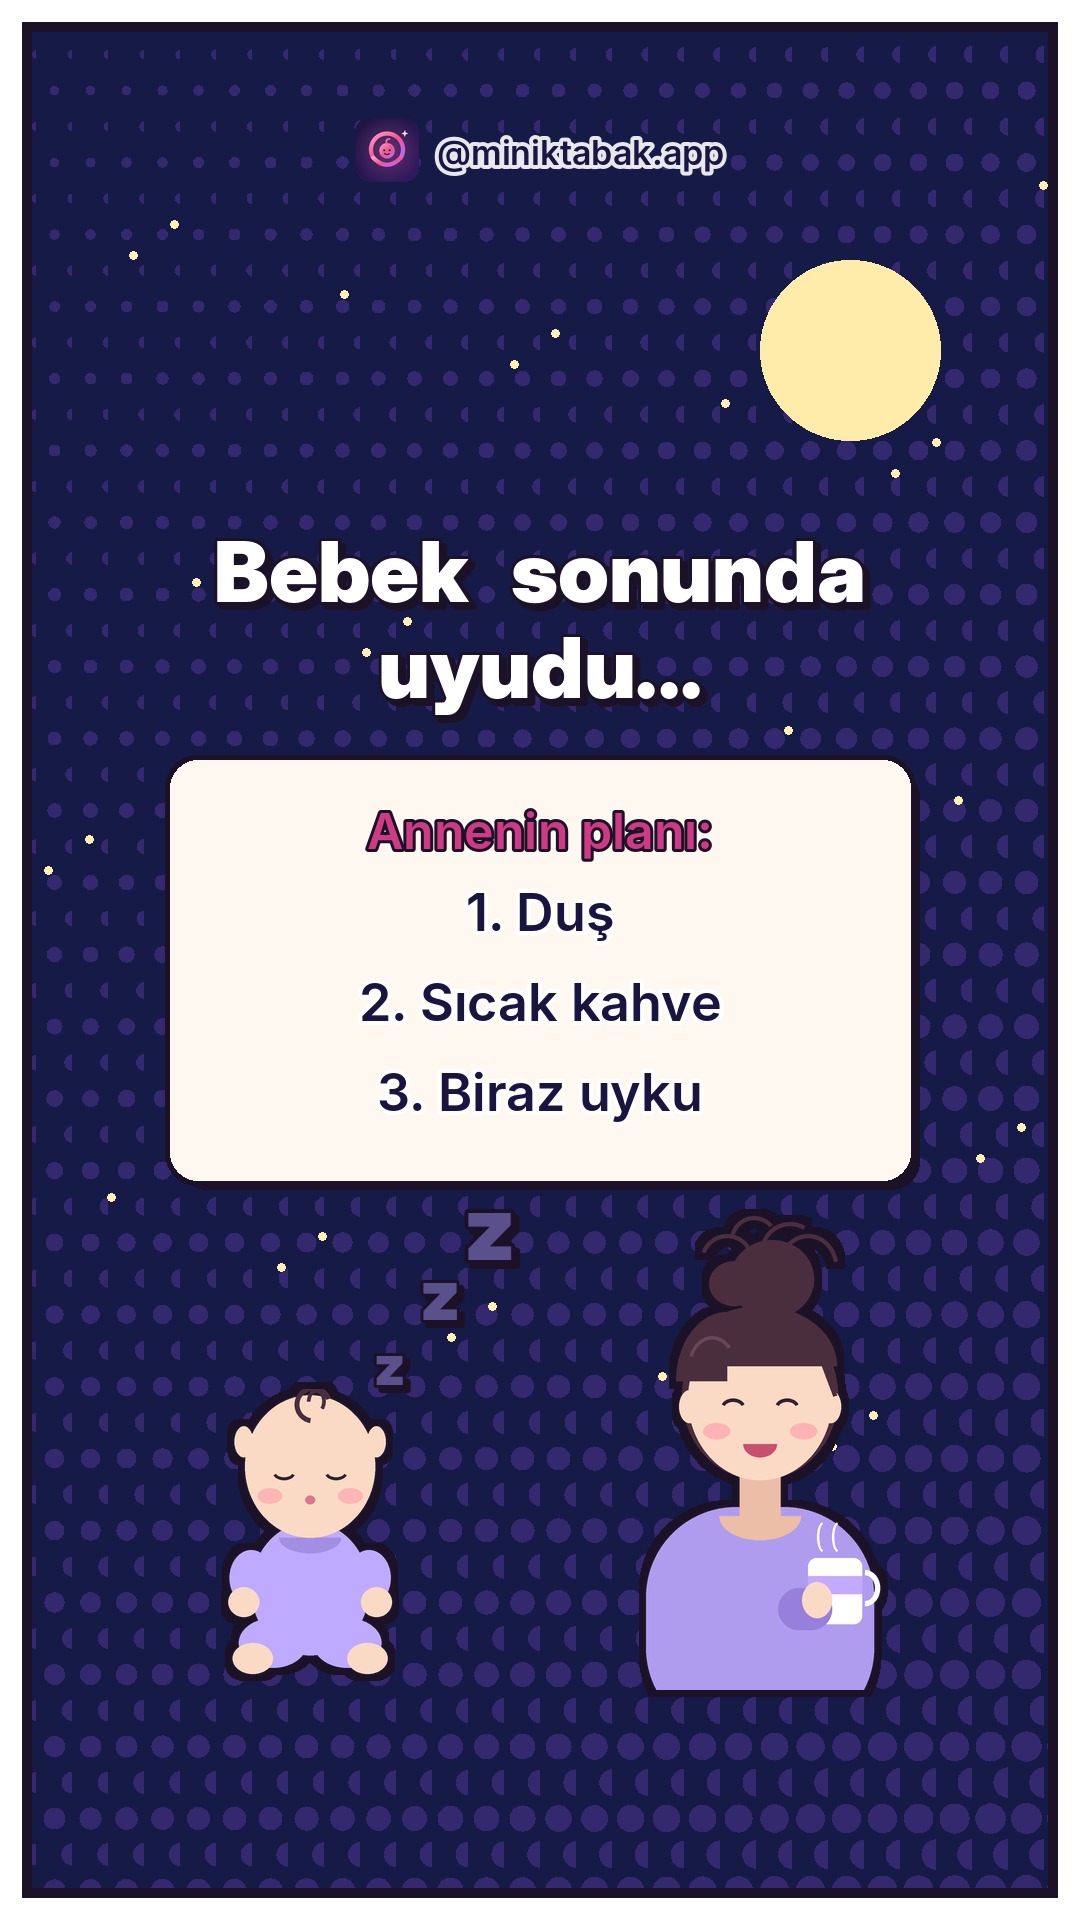 @miniktabak.app
Bebek sonunda
uyudu...
Annenin planı:
1. Duş
2. Sıcak kahve
3. Biraz uyku
z
z
z